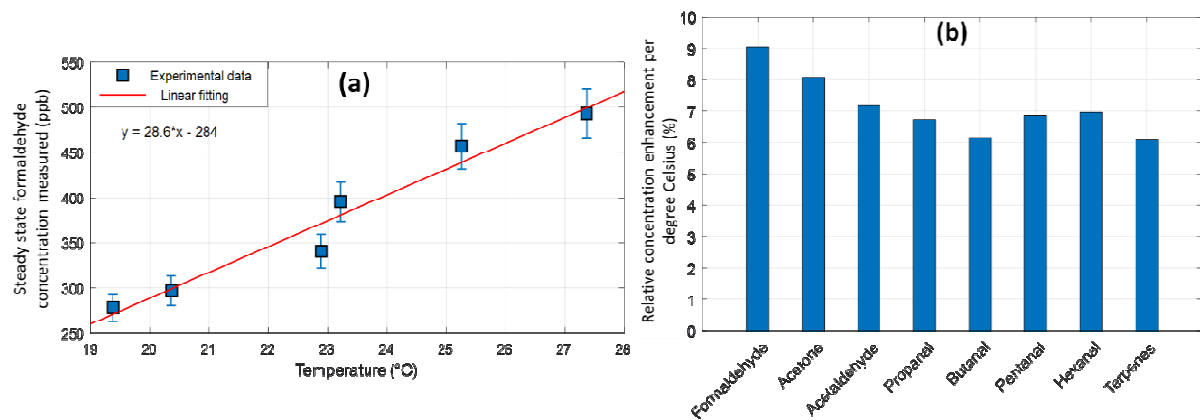 (a)
Experimental data
Linear fitting
y = 28.6*x - 284
Steady state formaldehyde
concentration measured (ppb)
550
500
450
400
350
300
250
19 20 21 22 23 24 25 26 27 28
Temperature (°C)
(b)
Relative concentration enhancement per
degree Celsius (%)
10
9
8
7
6
5
4
3
2
1
0
Formaldehyde
Acetone
Acetaldehyde
Propanal
Butanal
Pentanal
Hexanal
Terpenes